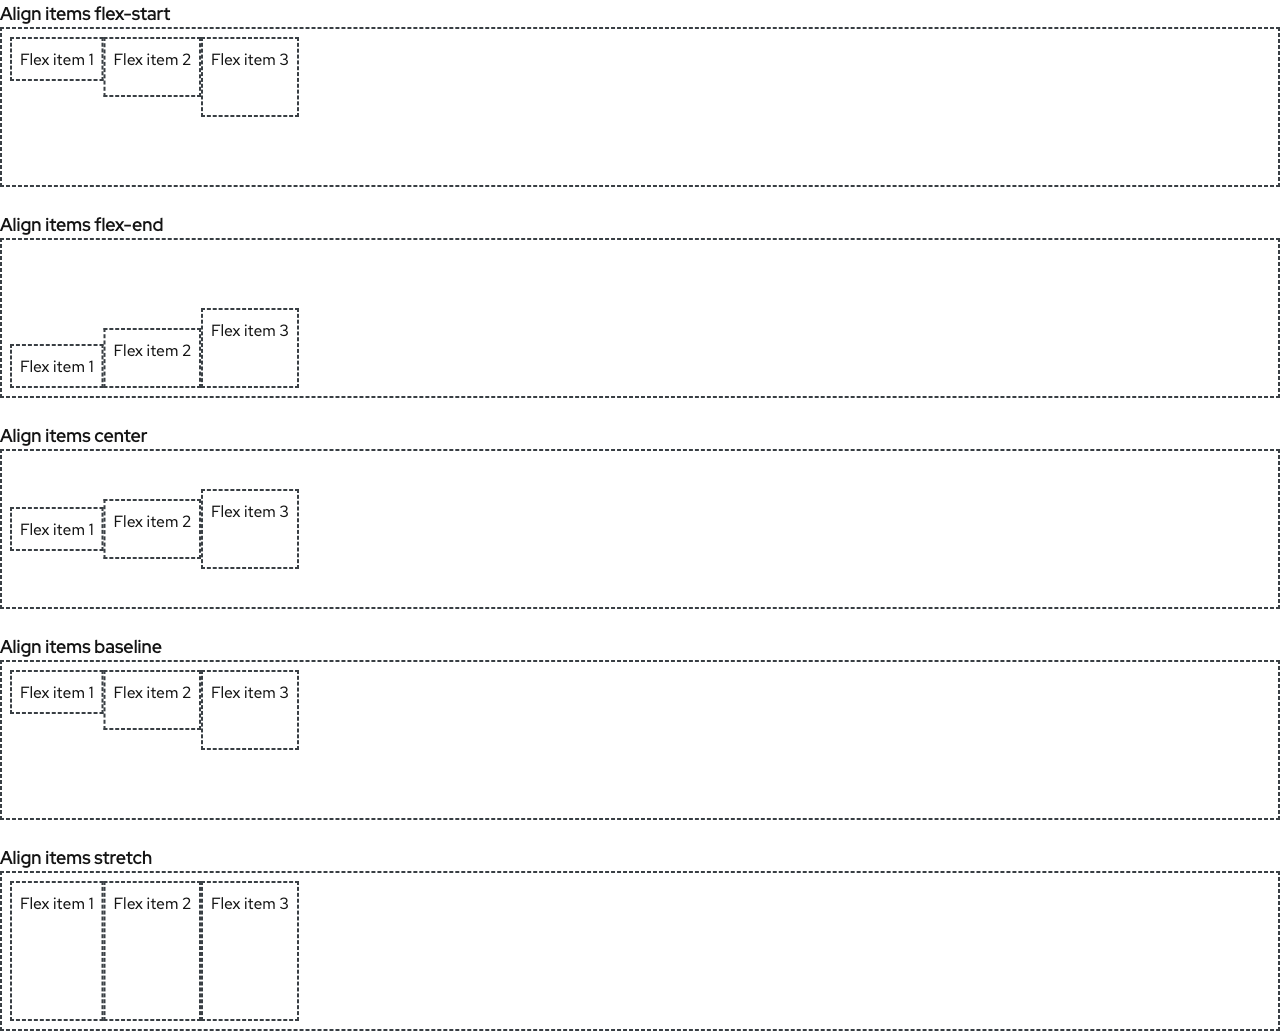 Align items flex-start
Flex item 1 Flex item 2 Flex item 3
Align items flex-end
Flex item 1 Flex item 2 Flex item 3
Align items center
Flex item 1 Flex item 2 Flex item 3
Align items baseline
Flex item 1 Flex item 2 Flex item 3
Align items stretch
Flex item 1 Flex item 2 Flex item 3